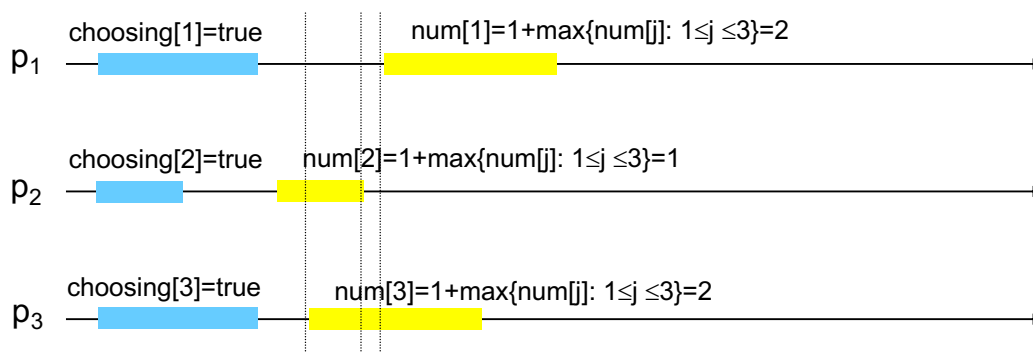 choosing[1]=true num[1]=1+max{num[j]: 1≤j ≤3}=2
p1
choosing[2]=true num[2]=1+max{num[j]: 1≤j ≤3}=1
p2
choosing[3]=true num[3]=1+max{num[j]: 1≤j ≤3}=2
p3